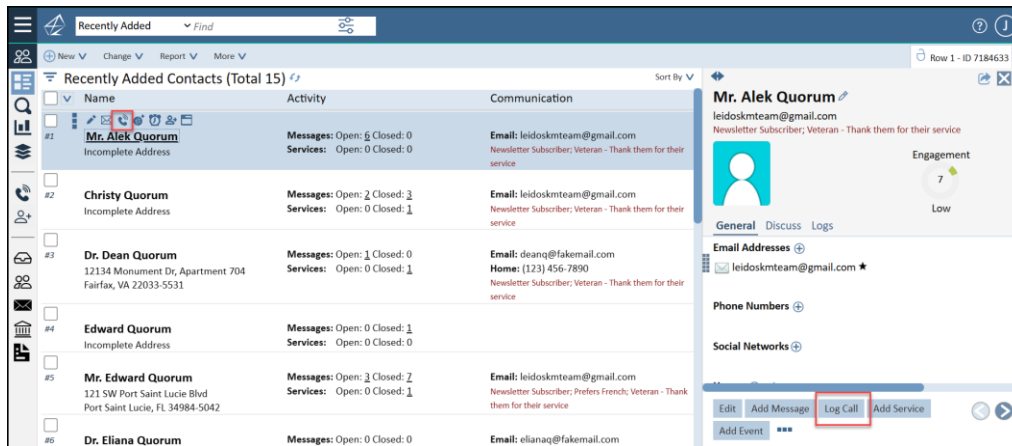 Recently Added
Find
J
New
Change
Report
More
Row 1 - ID 7184633
Recently Added Contacts (Total 15)
Sort By
Name
Activity
Communication
#1
Mr. Alek Quorum
Incomplete Address
Messages: Open: 6 Closed: 0
Services: Open: 0 Closed: 0
Email: leidoskmteam@gmail.com
Newsletter Subscriber; Veteran - Thank them for their
service
#2
Christy Quorum
Incomplete Address
Messages: Open: 2 Closed: 3
Services: Open: 0 Closed: 1
Email: leidoskmteam@gmail.com
Newsletter Subscriber; Veteran - Thank them for their
service
#3
Dr. Dean Quorum
12134 Monument Dr, Apartment 704
Fairfax, VA 22033-5531
Messages: Open: 1 Closed: 0
Services: Open: 0 Closed: 1
Email: deanq@fakemail.com
Home: (123) 456-7890
Newsletter Subscriber; Veteran - Thank them for their
service
#4
Edward Quorum
Incomplete Address
Messages: Open: 0 Closed: 1
Services: Open: 0 Closed: 0
#5
Mr. Edward Quorum
121 SW Port Saint Lucie Blvd
Port Saint Lucie, FL 34984-5042
Messages: Open: 3 Closed: 7
Services: Open: 0 Closed: 1
Email: leidoskmteam@gmail.com
Newsletter Subscriber; Prefers French; Veteran - Thank
them for their service
#6
Dr. Eliana Quorum
Messages: Open: 0 Closed: 0
Email: elianaq@fakemail.com
Mr. Alek Quorum
leidoskmteam@gmail.com
Newsletter Subscriber; Veteran - Thank them for their service
Engagement
7
Low
General
Discuss
Logs
Email Addresses
leidoskmteam@gmail.com
Phone Numbers
Social Networks
Edit
Add Message
Log Call
Add Service
Add Event